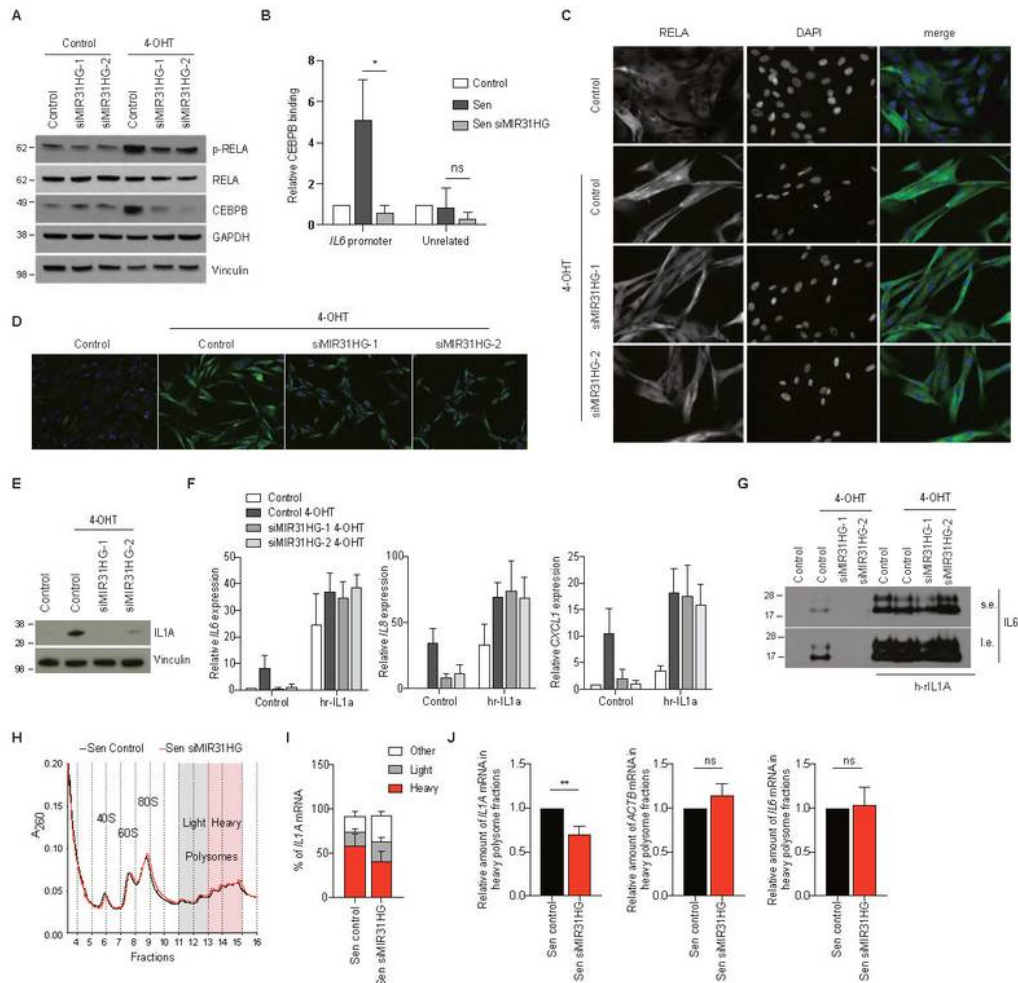 A
Control 4-OHT
Control
siMIR31HG-1
siMIR31HG-2
Control
siMIR31HG-1
siMIR31HG-2
62 p-RELA
62 RELA
49 CEBPB
38 GAPDH
98 Vinculin
B
Relative CEBPB binding
8
6
4
2
0
*
ns
Control
Sen
Sen siMIR31HG
IL6 promoter Unrelated
C
RELA DAPI merge
Control
4-OHT
Control
siMIR31HG-1
siMIR31HG-2
D
4-OHT
Control Control siMIR31HG-1 siMIR31HG-2
E
4-OHT
Control
Control
siMIR31HG-1
siMIR31HG-2
38
28
IL1A
98 Vinculin
F
Control
Control 4-OHT
siMIR31HG-1 4-OHT
siMIR31HG-2 4-OHT
Relative IL6 expression
50
40
30
20
10
0
Control hr-IL1a
Relative IL8 expression
100
80
60
40
20
0
Control hr-IL1a
Relative CXCL1 expression
25
20
15
10
5
0
Control hr-IL1a
G
4-OHT 4-OHT
Control
Control
siMIR31HG-1
siMIR31HG-2
Control
Control
siMIR31HG-1
siMIR31HG-2
28
17
s.e.
28
17
l.e.
IL6
h-rIL1A
H
Sen Control Sen siMIR31HG
A260
0.20
0.15
0.10
0.05
0.00
40S
60S
80S
Light Heavy
Polysomes
4 5 6 7 8 9 10 11 12 13 14 15 16
Fractions
I
Other
Light
Heavy
% of IL1A mRNA
100
50
0
Sen control
Sen siMIR31HG
J
Relative amount of IL1A mRNA in
heavy polysome fractions
1.5
1.0
0.5
0.0
**
Sen control
Sen siMIR31HG
Relative amount of ACTB mRNA in
heavy polysome fractions
1.5
1.0
0.5
0.0
ns
Sen control
Sen siMIR31HG
Relative amount of IL6 mRNA in
heavy polysome fractions
1.5
1.0
0.5
0.0
ns
Sen control
Sen siMIR31HG